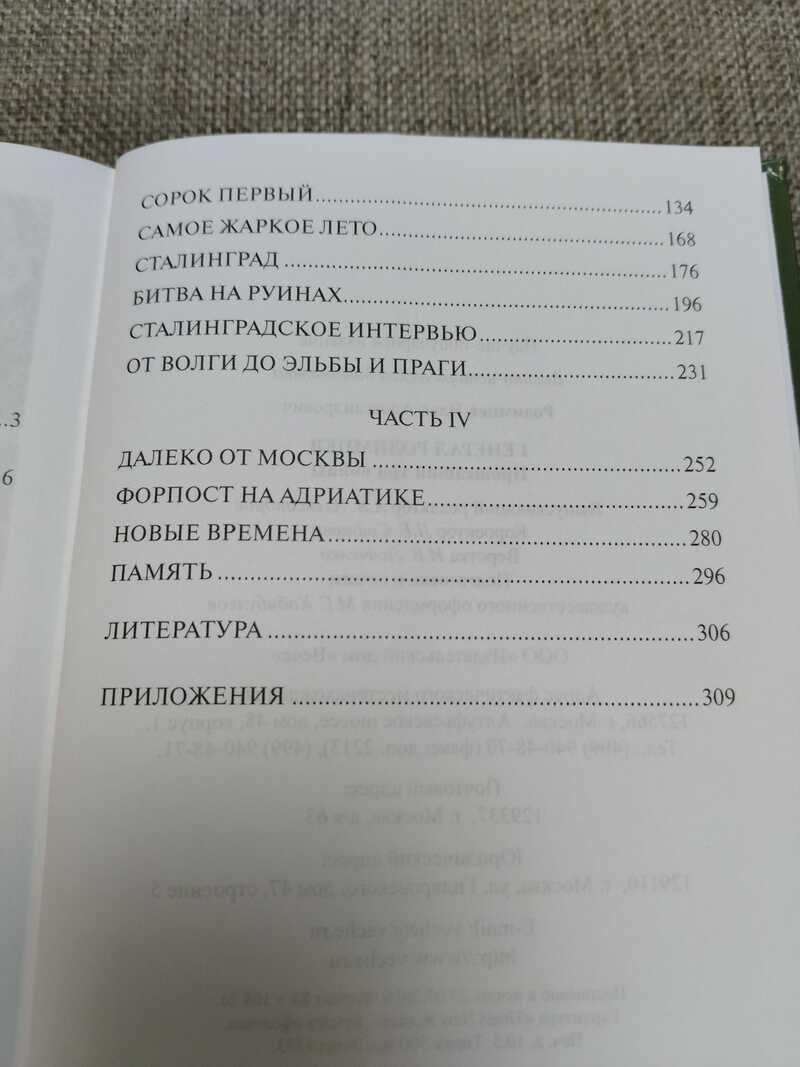 ..3
6
СОРОК ПЕРВЫЙ..........134
САМОЕ ЖАРКОЕ ЛЕТО..........168
СТАЛИНГРАД..........176
БИТВА НА РУИНАХ..........196
СТАЛИНГРАДСКОЕ ИНТЕРВЬЮ..........217
ОТ ВОЛГИ ДО ЭЛЬБЫ И ПРАГИ..........231
ЧАСТЬ IV
ДАЛЕКО ОТ МОСКВЫ..........252
ФОРПОСТ НА АДРИАТИКЕ..........259
НОВЫЕ ВРЕМЕНА..........280
ПАМЯТЬ..........296
ЛИТЕРАТУРА..........306
ПРИЛОЖЕНИЯ..........309